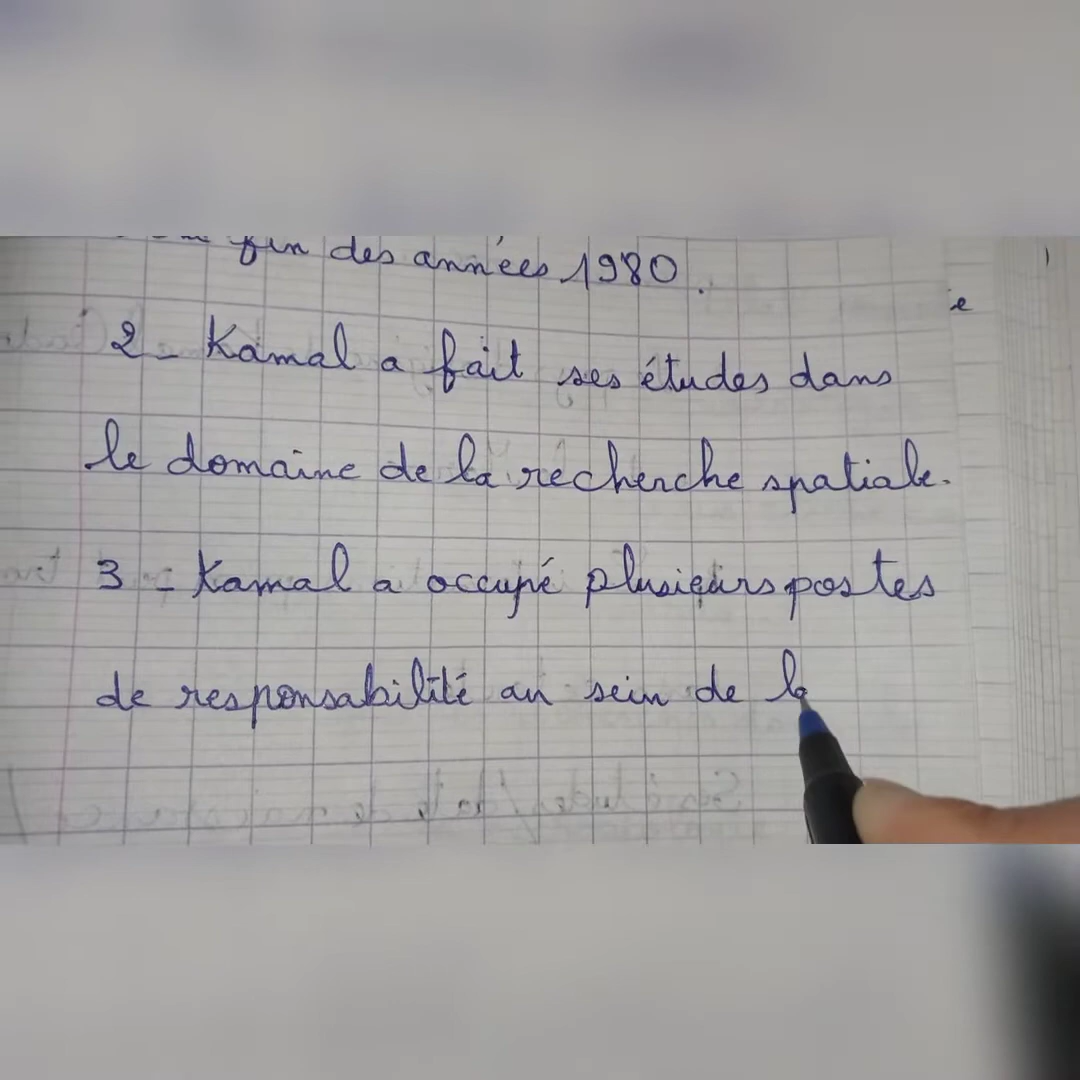 fin des années 1980.
2 - Kamal a fait ses études dans
le domaine de la recherche spatiale.
3 - Kamal a occupé plusieurs postes
de responsabilité au sein de la